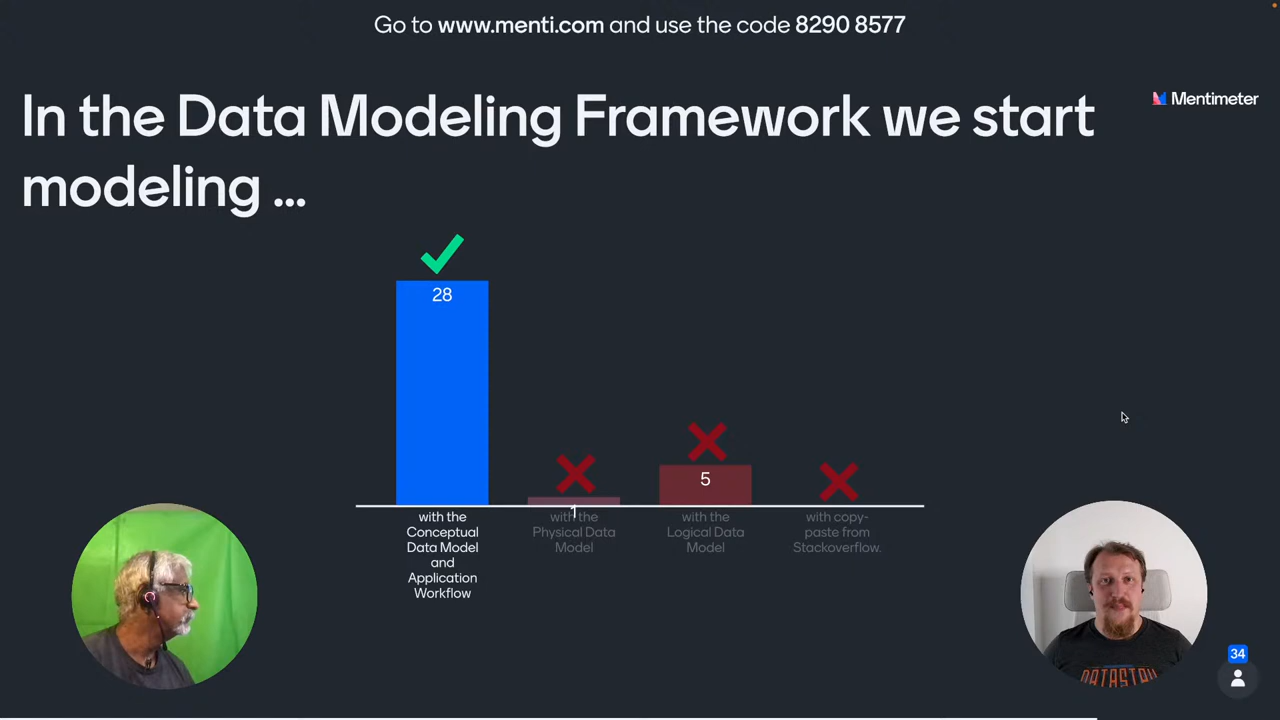 Go to www.menti.com and use the code 8290 8577
In the Data Modeling Framework we start
modeling ...
Mentimeter
28
1
5
with the
Conceptual
Data Model
and
Application
Workflow
with the
Physical Data
Model
with the
Logical Data
Model
with copy-
paste from
Stackoverflow.
34